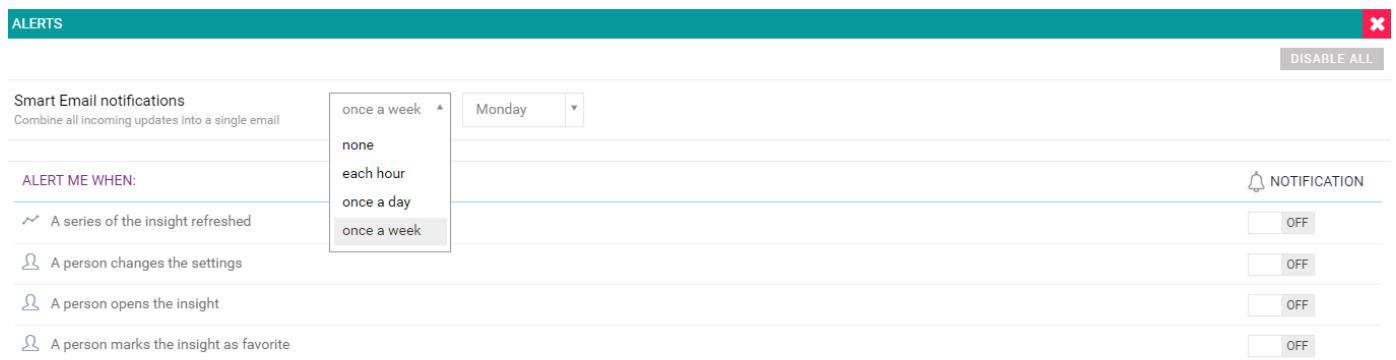 ALERTS
DISABLE ALL
Smart Email notifications
Combine all incoming updates into a single email
once a week
Monday
none
each hour
once a day
once a week
ALERT ME WHEN:
NOTIFICATION
A series of the insight refreshed
OFF
A person changes the settings
OFF
A person opens the insight
OFF
A person marks the insight as favorite
OFF